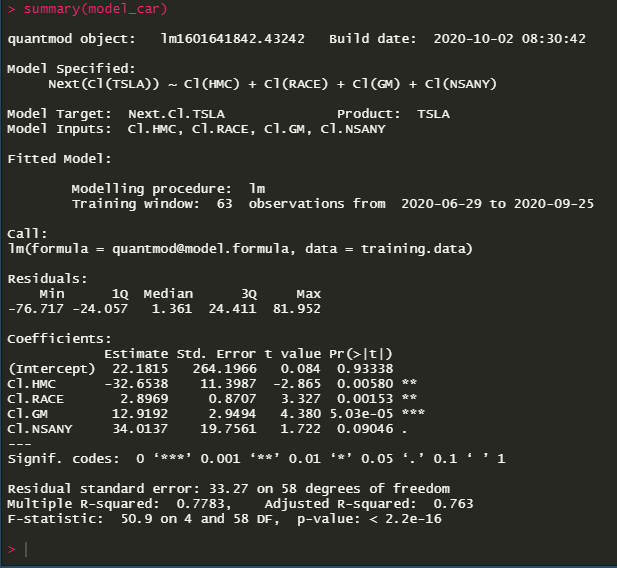 > summary(model_car)
quantmod object:   lm1601641842.43242   Build date:  2020-10-02 08:30:42
Model Specified:
     Next(Cl(TSLA)) ~ Cl(HMC) + Cl(RACE) + Cl(GM) + Cl(NSANY)
Model Target:  Next.Cl.TSLA              Product:  TSLA
Model Inputs:  Cl.HMC, Cl.RACE, Cl.GM, Cl.NSANY
Fitted Model:
        Modelling procedure:  lm
        Training window:  63  observations from  2020-06-29 to 2020-09-25
Call:
lm(formula = quantmod@model.formula, data = training.data)
Residuals:
    Min      1Q  Median      3Q     Max
-76.717 -24.057   1.361  24.411  81.952
Coefficients:
            Estimate Std. Error t value Pr(>|t|)
(Intercept)  22.1815   264.1966   0.084  0.93338
Cl.HMC      -32.6538    11.3987  -2.865  0.00580 **
Cl.RACE       2.8969     0.8707   3.327  0.00153 **
Cl.GM        12.9192     2.9494   4.380 5.03e-05 ***
Cl.NSANY     34.0137    19.7561   1.722  0.09046 .
---
Signif. codes:  0 ‘***’ 0.001 ‘**’ 0.01 ‘*’ 0.05 ‘.’ 0.1 ‘ ’ 1
Residual standard error: 33.27 on 58 degrees of freedom
Multiple R-squared:  0.7783,    Adjusted R-squared:  0.763
F-statistic:  50.9 on 4 and 58 DF,  p-value: < 2.2e-16
>